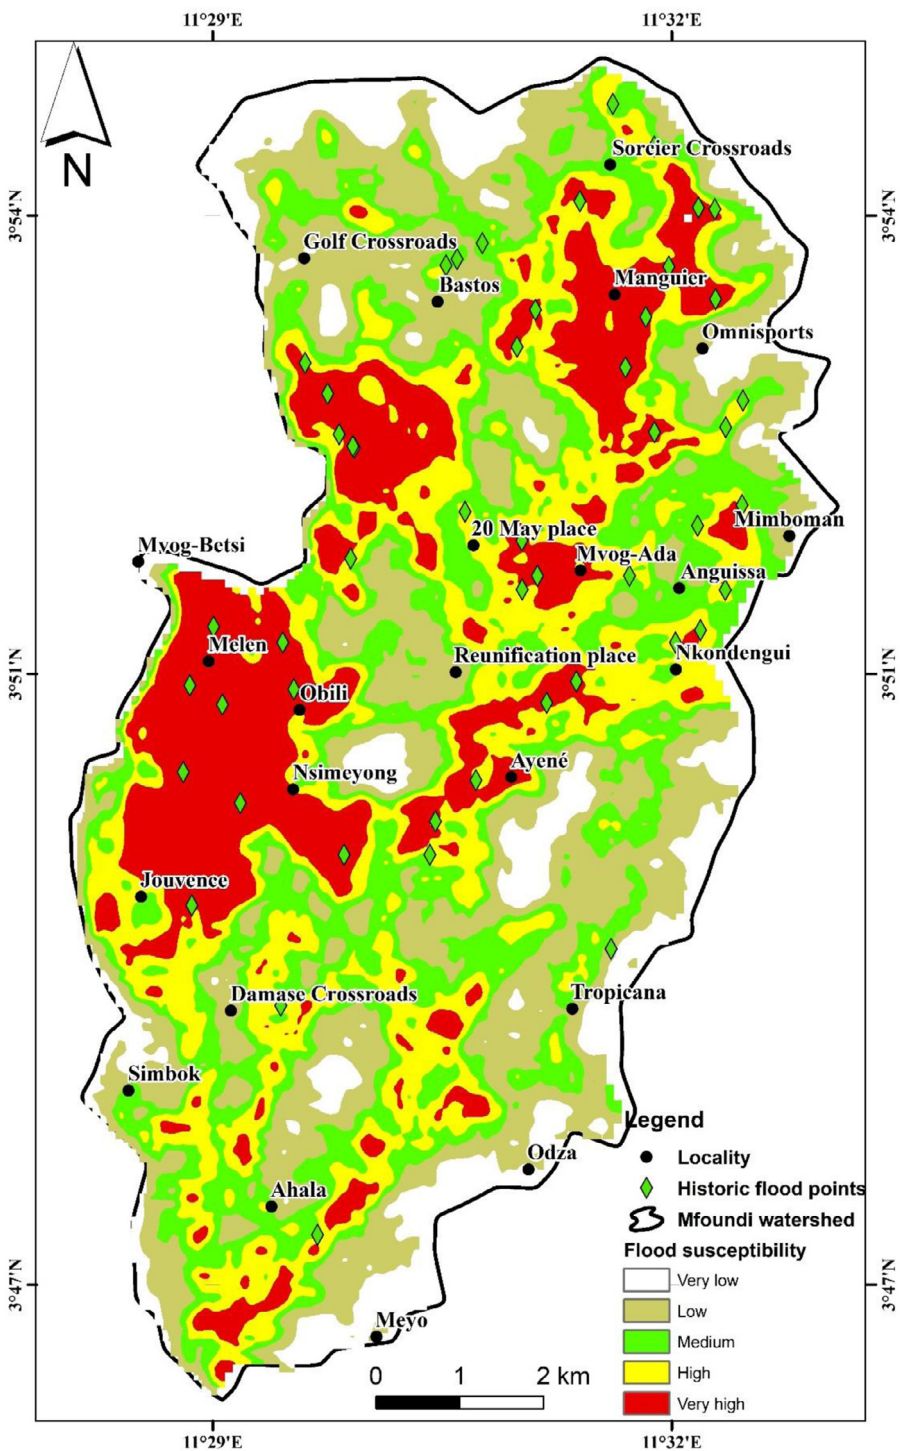 11°29'E
11°32'E
N
Sorcier Crossroads
3°54'N
3°54'N
Golf Crossroads
Bastos
Manguier
Omnisports
20 May place
Mimboman
Mvog-Betsi
Mvog-Ada
Anguissa
Melen
Reunification place
Nkondengui
3°51'N
3°51'N
Obili
Nsimeyong
Ayené
Jouvence
Damase Crossroads
Tropicana
Simbok
Legend
Odza
Locality
Ahala
Historic flood points
Mfoundi watershed
Flood susceptibility
3°47'N
3°47'N
Very low
Low
Meyo
Medium
0 1 2 km
High
Very high
11°29'E
11°32'E